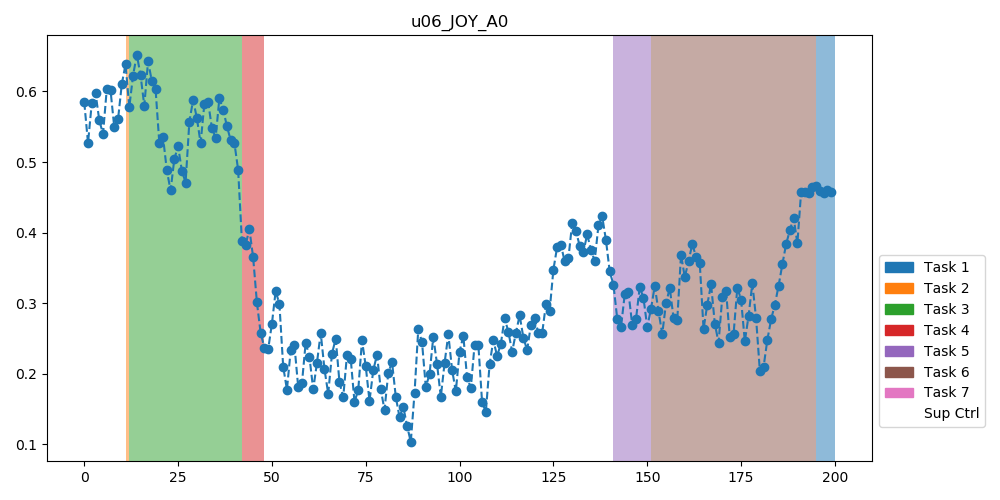 u06_JOY_A0
0.6
0.5
0.4
0.3
0.2
0.1
0 25 50 75 100 125 150 175 200
Task 1
Task 2
Task 3
Task 4
Task 5
Task 6
Task 7
Sup Ctrl